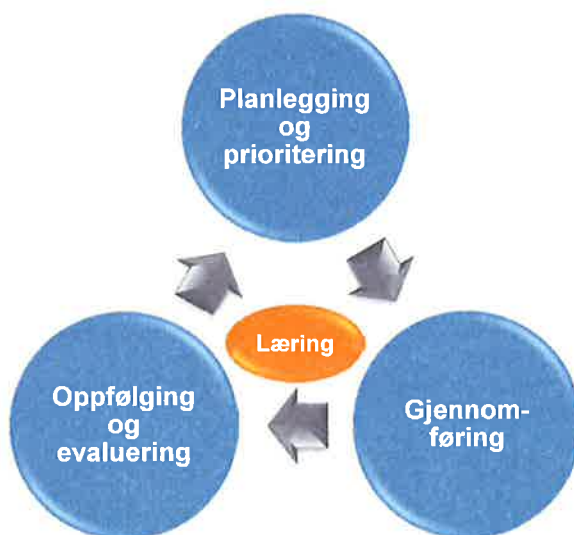 Planlegging
og
prioritering
Læring
Oppfølging
og
evaluering
Gjennom-
føring